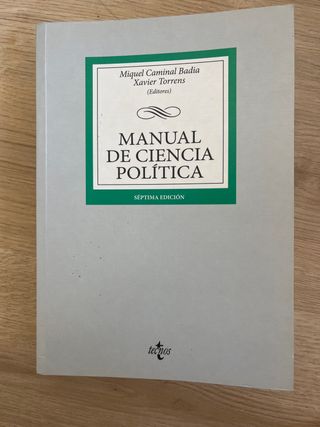 Miquel Caminal Badia
Xavier Torrens
(Editores)
MANUAL
DE CIENCIA
POLÍTICA
SÉPTIMA EDICIÓN
tecnos